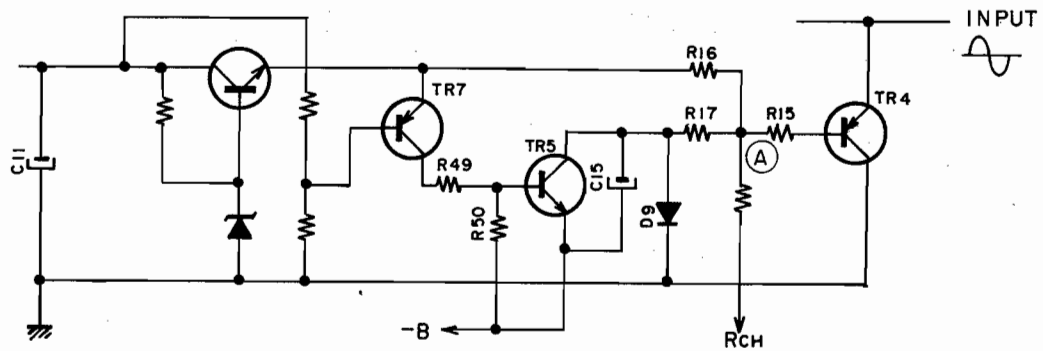 INPUT
R16
TR7
TR4
R17
R15
TR5
A
C11
R49
C15
R50
D9
-B
RCH